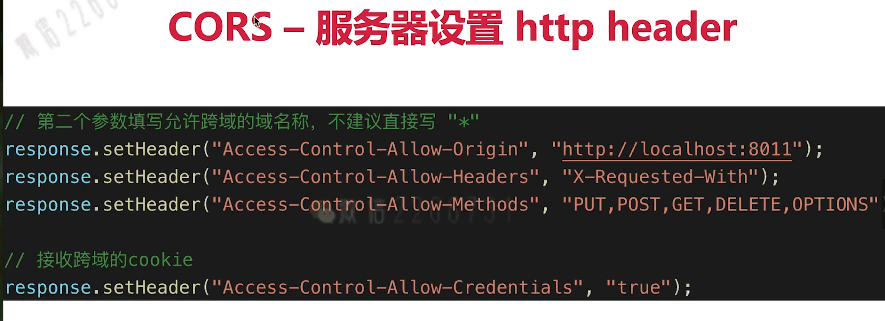 CORS – 服务器设置 http header
// 第二个参数填写允许跨域的域名称，不建议直接写 "*"
response.setHeader("Access-Control-Allow-Origin", "http://localhost:8011");
response.setHeader("Access-Control-Allow-Headers", "X-Requested-With");
response.setHeader("Access-Control-Allow-Methods", "PUT,POST,GET,DELETE,OPTIONS"
// 接收跨域的cookie
response.setHeader("Access-Control-Allow-Credentials", "true");